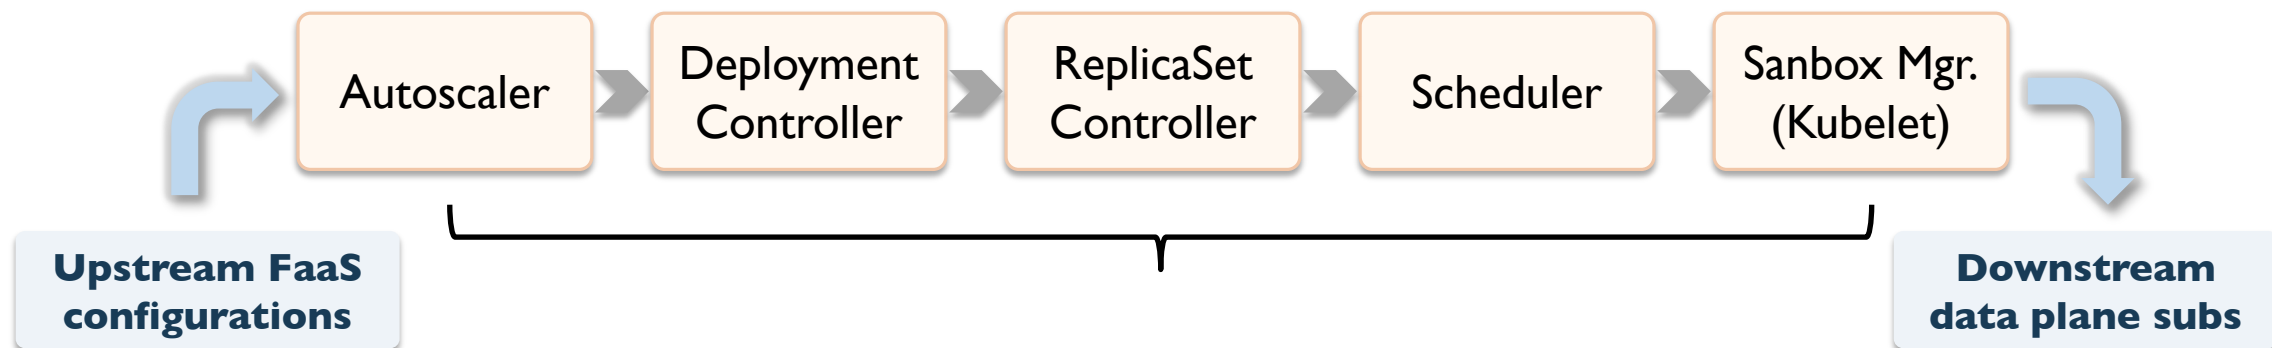 Autoscaler
Deployment
Controller
ReplicaSet
Controller
Scheduler
Sanbox Mgr.
(Kubelet)
Upstream FaaS
configurations
Downstream
data plane subs